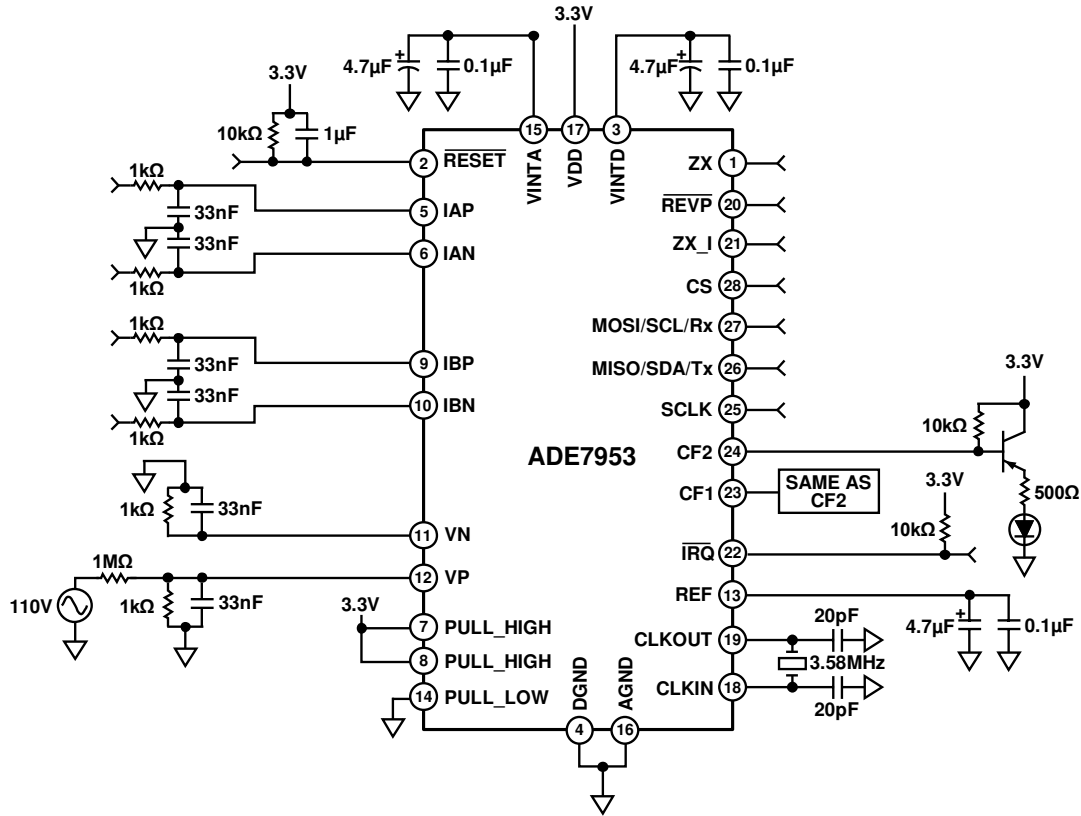 3.3V
4.7µF
+
0.1µF
4.7µF
+
0.1µF
3.3V
10kΩ
1µF
15
17
3
VINTA
VDD
VINTD
2
RESET
1kΩ
33nF
5
IAP
33nF
6
IAN
1kΩ
1kΩ
33nF
9
IBP
33nF
10
IBN
1kΩ
1kΩ
33nF
11
VN
1MΩ
12
VP
110V
1kΩ
33nF
3.3V
7
PULL_HIGH
8
PULL_HIGH
14
PULL_LOW
ADE7953
DGND
AGND
4
16
ZX
1
REVP
20
ZX_I
21
CS
28
MOSI/SCL/Rx
27
MISO/SDA/Tx
26
SCLK
25
CF2
24
3.3V
10kΩ
500Ω
CF1
23
SAME AS
CF2
3.3V
10kΩ
IRQ
22
REF
13
+
4.7µF
0.1µF
CLKOUT
19
20pF
3.58MHz
CLKIN
18
20pF